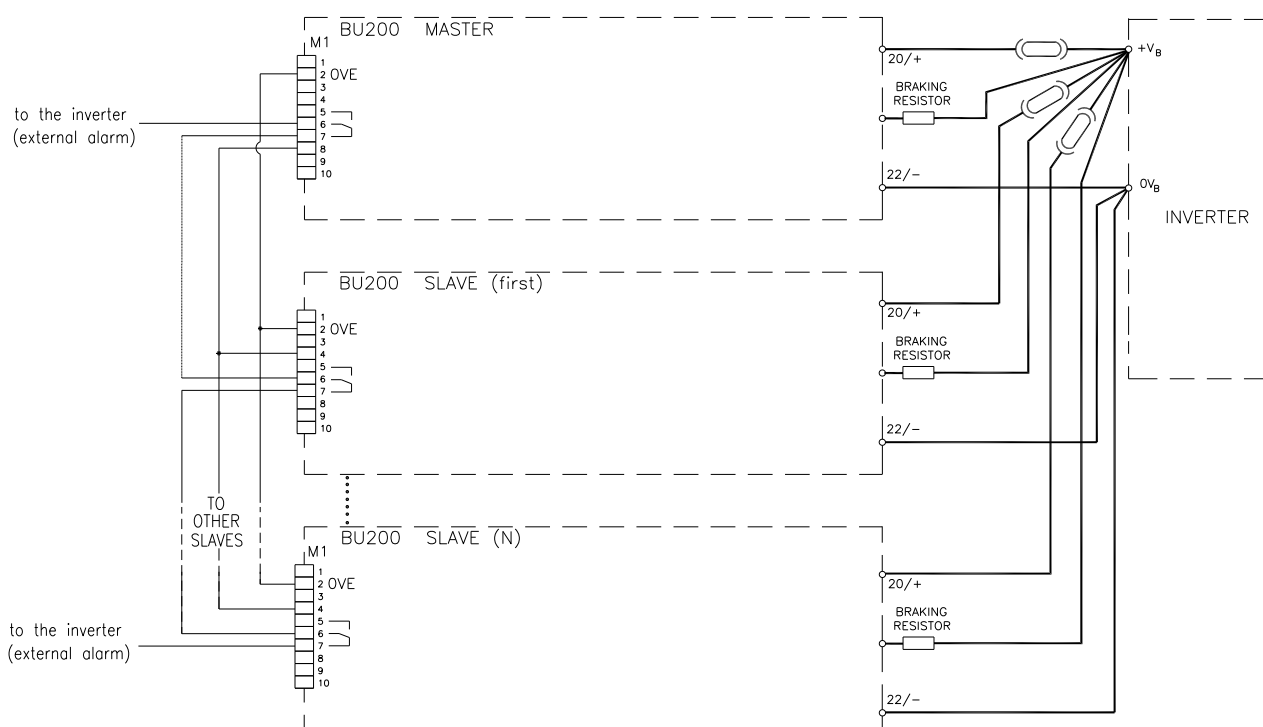 BU200 MASTER
M1
1
2 OVE
3
4
5
6
7
8
9
10
to the inverter
(external alarm)
20/+
BRAKING
RESISTOR
22/-
+VB
0VB
INVERTER
BU200 SLAVE (first)
1
2 OVE
3
4
5
6
7
8
9
10
20/+
BRAKING
RESISTOR
22/-
TO
OTHER
SLAVES
BU200 SLAVE (N)
M1
1
2 OVE
3
4
5
6
7
8
9
10
to the inverter
(external alarm)
20/+
BRAKING
RESISTOR
22/-